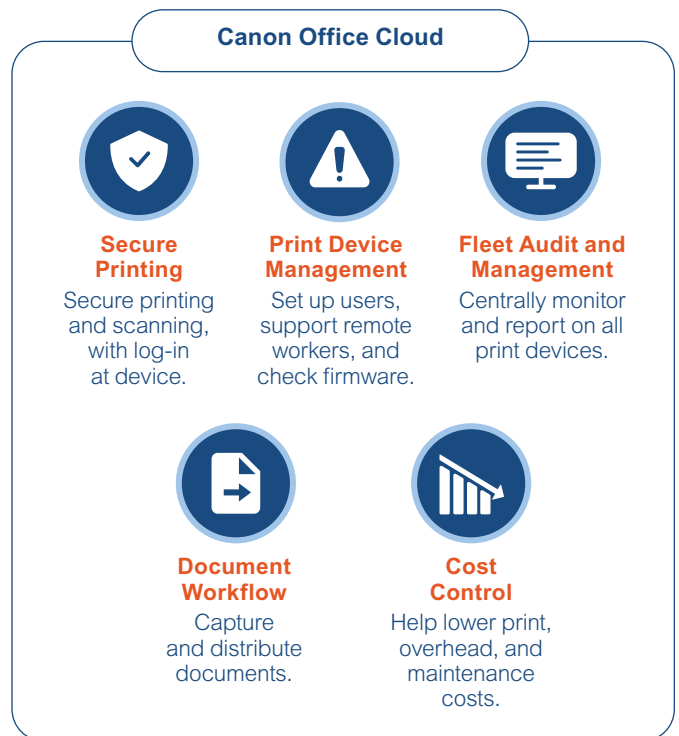 Canon Office Cloud
Secure
Printing
Secure printing
and scanning,
with log-in
at device.
Print Device
Management
Set up users,
support remote
workers, and
check firmware.
Fleet Audit and
Management
Centrally monitor
and report on all
print devices.
Document
Workflow
Capture
and distribute
documents.
Cost
Control
Help lower print,
overhead, and
maintenance
costs.